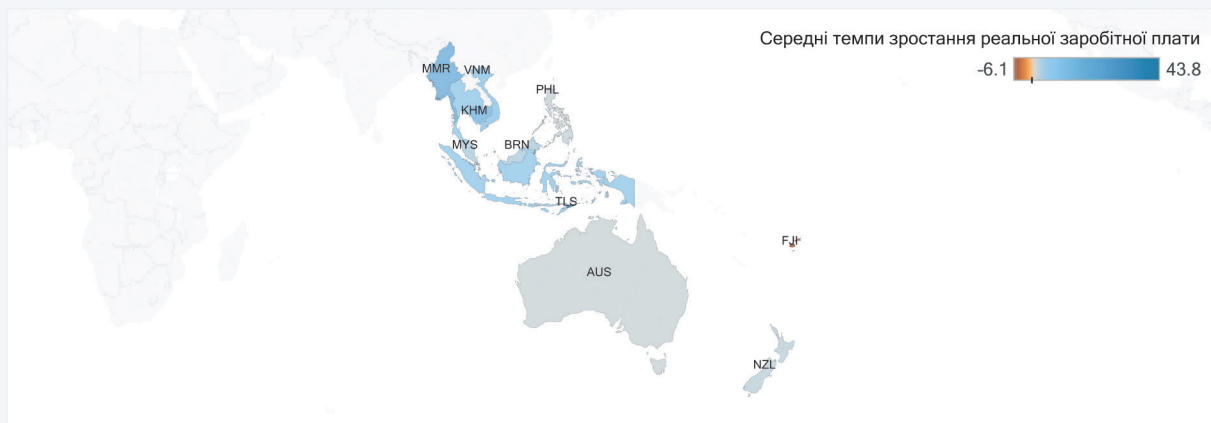 Середні темпи зростання реальної заробітної плати
-6.1 43.8
MMR VNM
PHL
KHM
MYS BRN
TLS
FJI
AUS
NZL